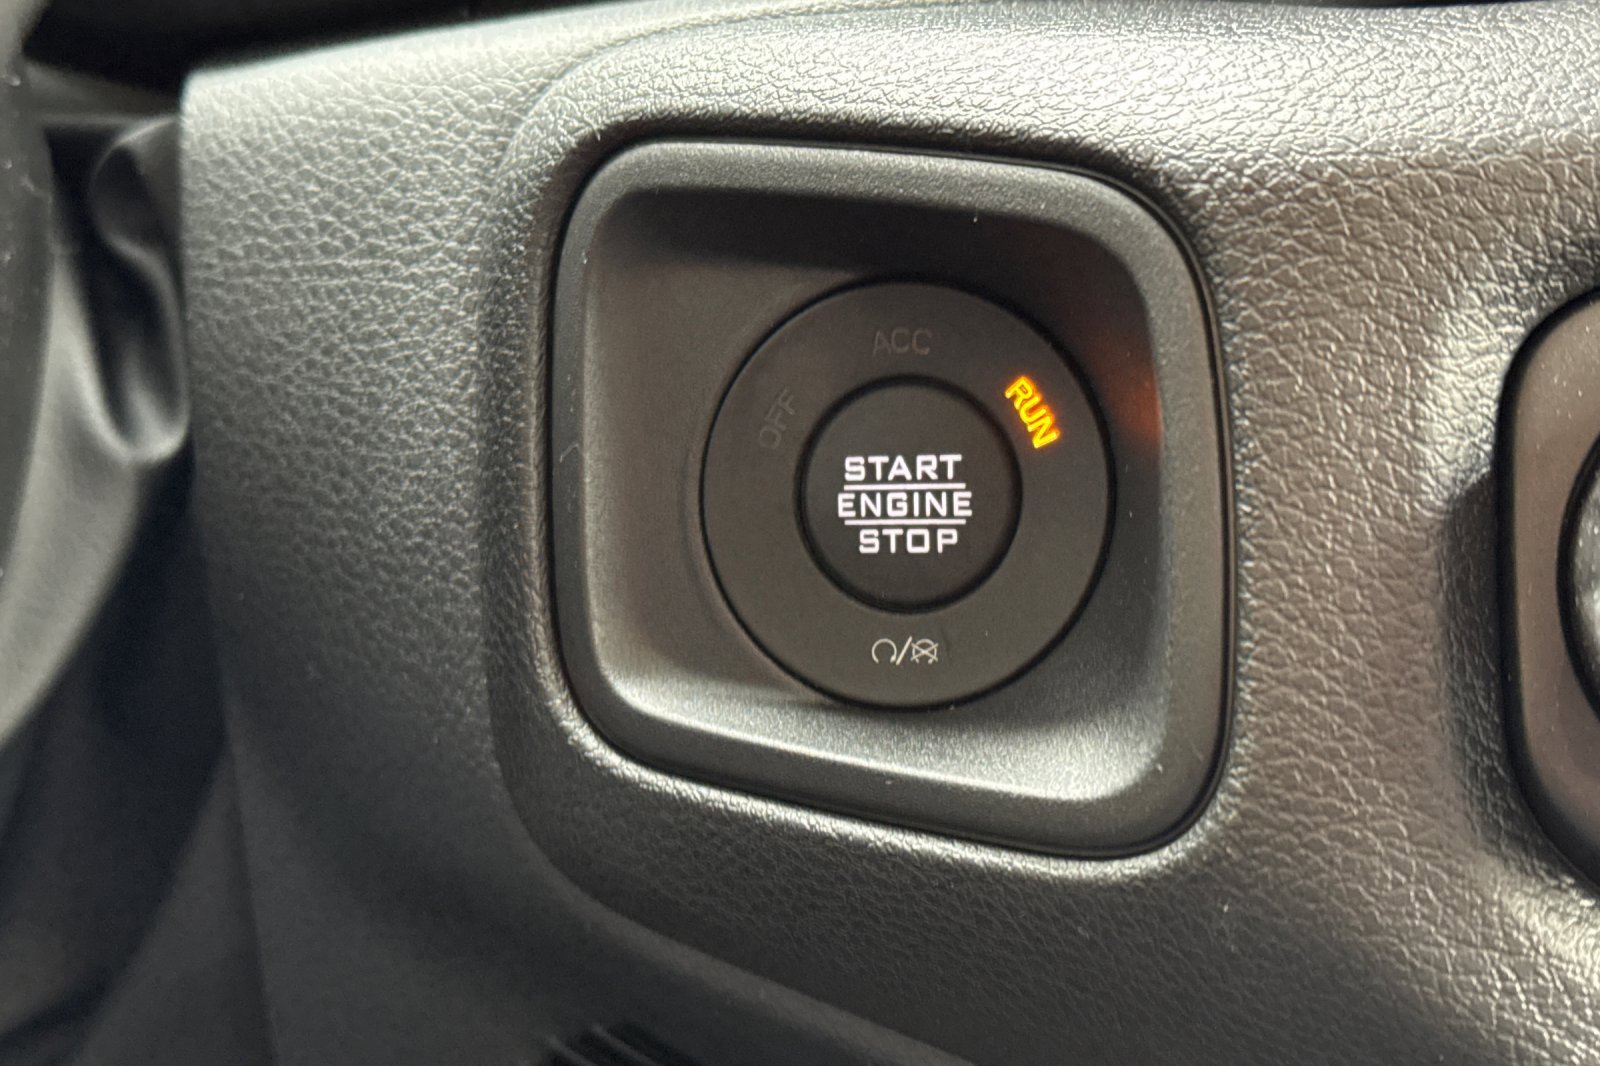 ACC
OFF
RUN
START
ENGINE
STOP